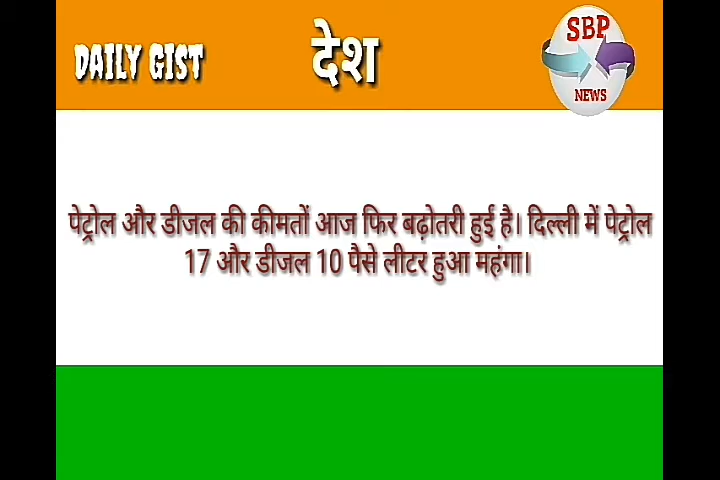 DAILY GIST
देश
SBP
NEWS
पेट्रोल और डीजल की कीमतों आज फिर बढ़ोतरी हुई है। दिल्ली में पेट्रोल
17 और डीजल 10 पैसे लीटर हुआ महंगा।